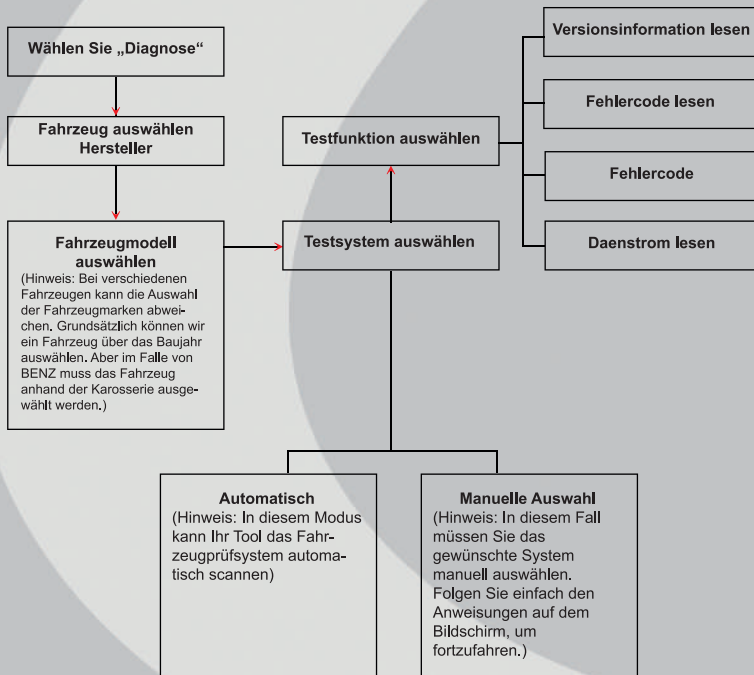 Wählen Sie „Diagnose“
Fahrzeug auswählen
Hersteller
Fahrzeugmodell
auswählen
(Hinweis: Bei verschiedenen
Fahrzeugen kann die Auswahl
der Fahrzeugmarken abwei-
chen. Grundsätzlich können wir
ein Fahrzeug über das Baujahr
auswählen. Aber im Falle von
BENZ muss das Fahrzeug
anhand der Karosserie ausge-
wählt werden.)
Testsystem auswählen
Testfunktion auswählen
Versionsinformation lesen
Fehlercode lesen
Fehlercode
Daenstrom lesen
Automatisch
(Hinweis: In diesem Modus
kann Ihr Tool das Fahr-
zeugprüfsystem automa-
tisch scannen)
Manuelle Auswahl
(Hinweis: In diesem Fall
müssen Sie das
gewünschte System
manuell auswählen.
Folgen Sie einfach den
Anweisungen auf dem
Bildschirm, um
fortzufahren.)